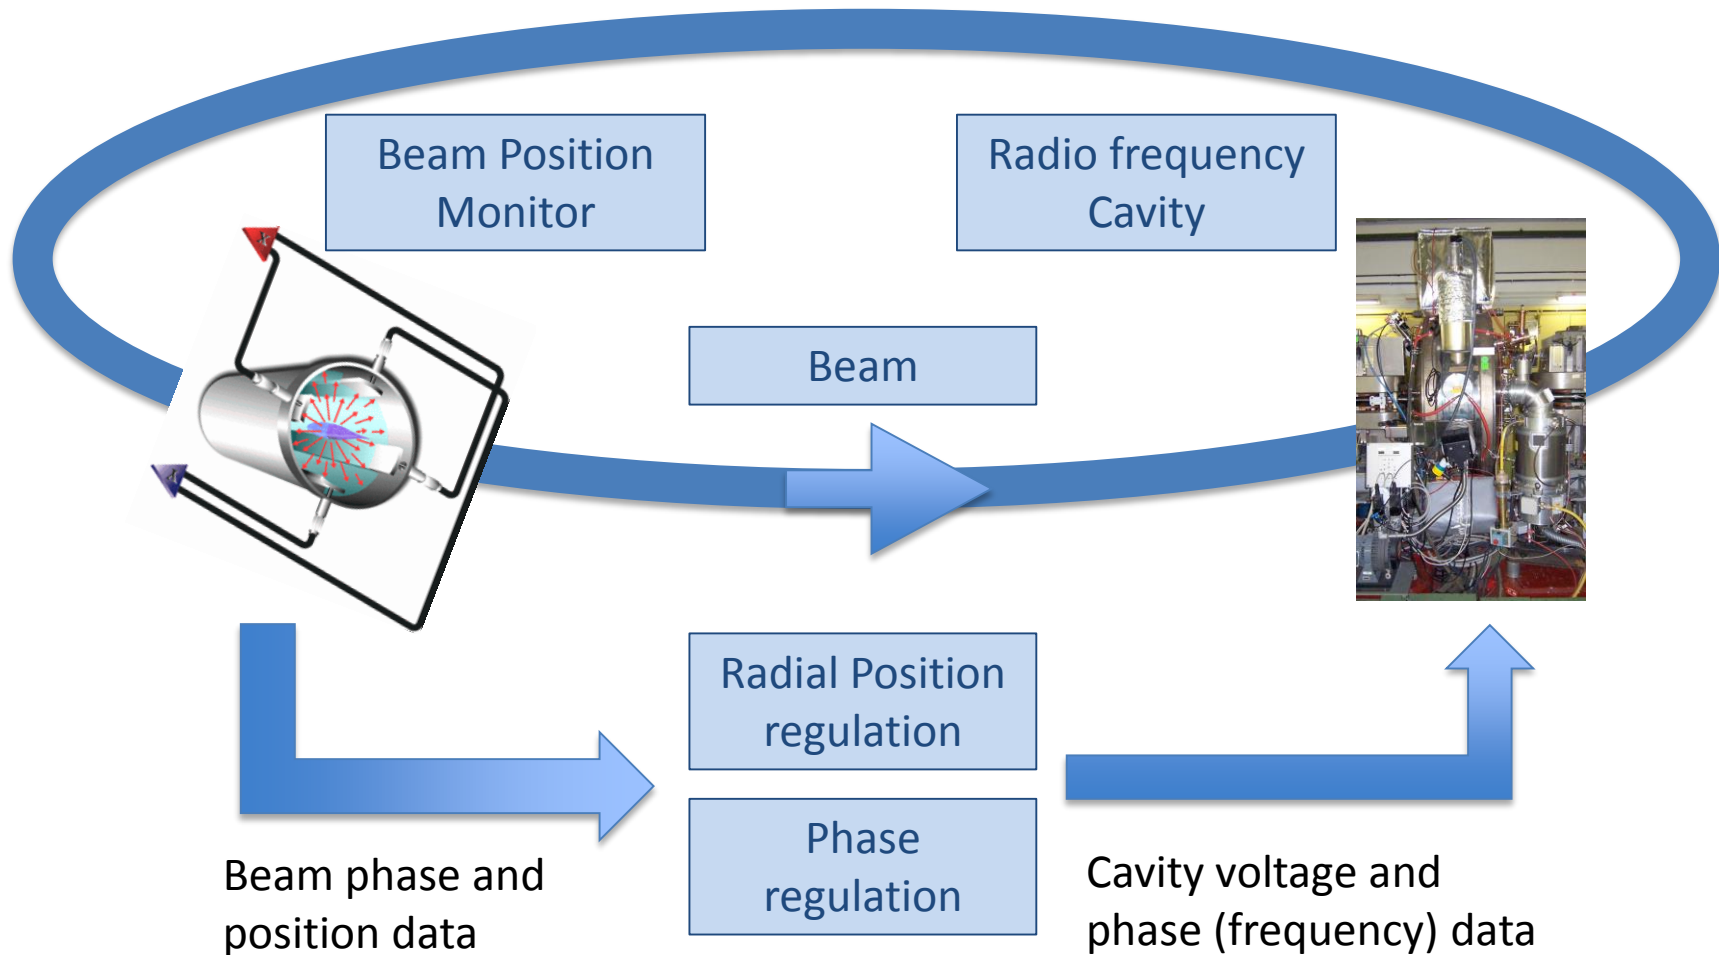 Beam Position
Monitor
Radio frequency
Cavity
Beam
Radial Position
regulation
Phase
regulation
Beam phase and
position data
Cavity voltage and
phase (frequency) data